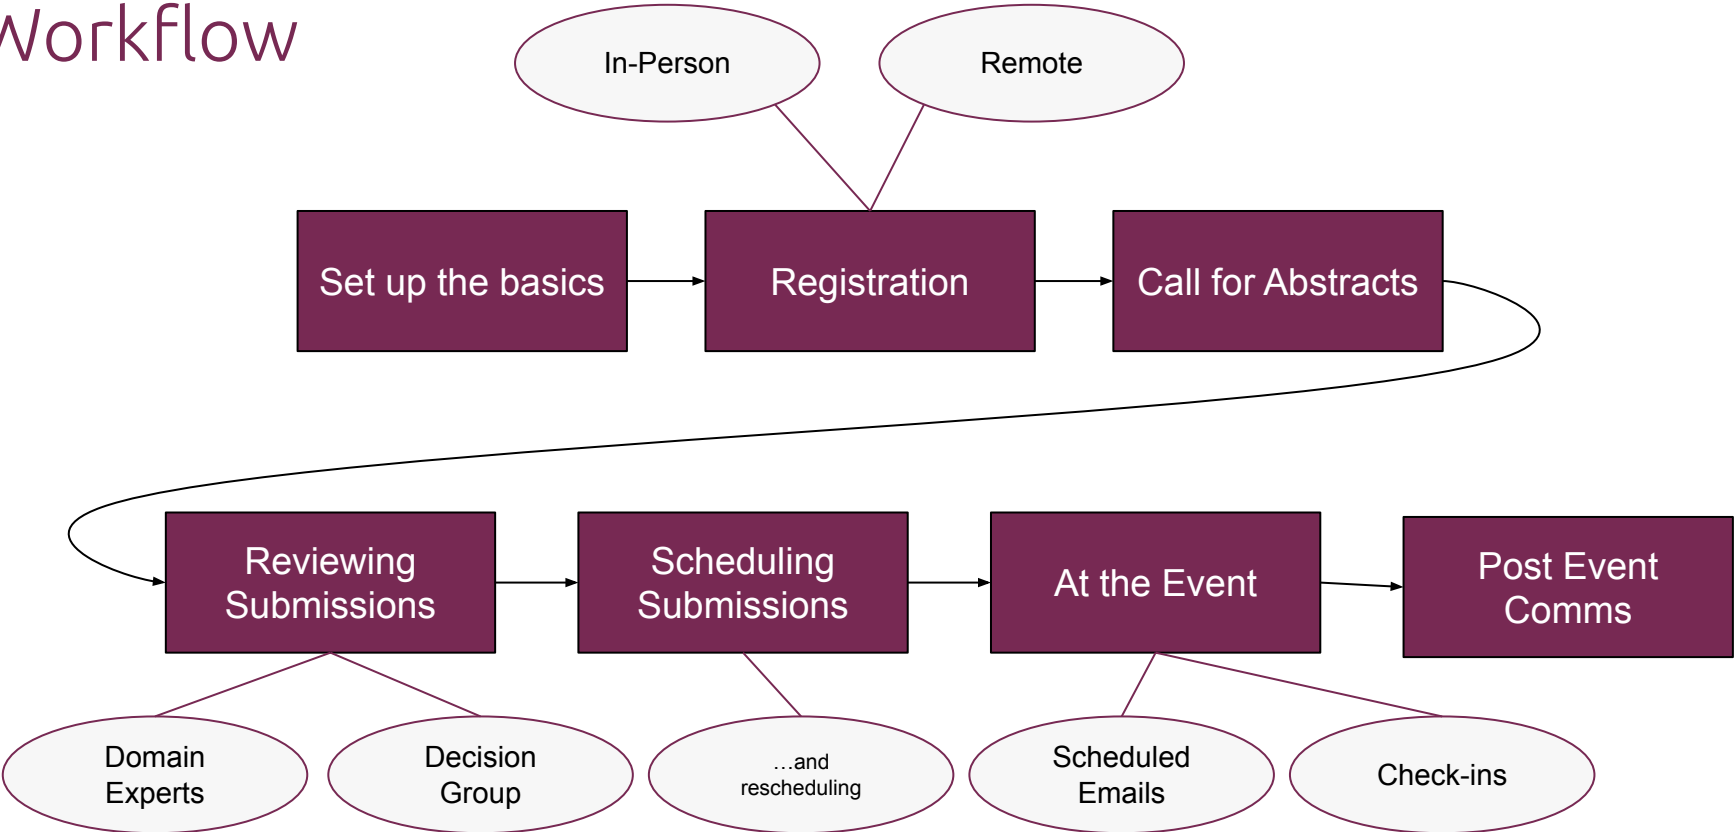 Workflow
In-Person
Remote
Set up the basics
Registration
Call for Abstracts
Reviewing
Submissions
Scheduling
Submissions
At the Event
Post Event
Comms
Domain
Experts
Decision
Group
...and
rescheduling
Scheduled
Emails
Check-ins